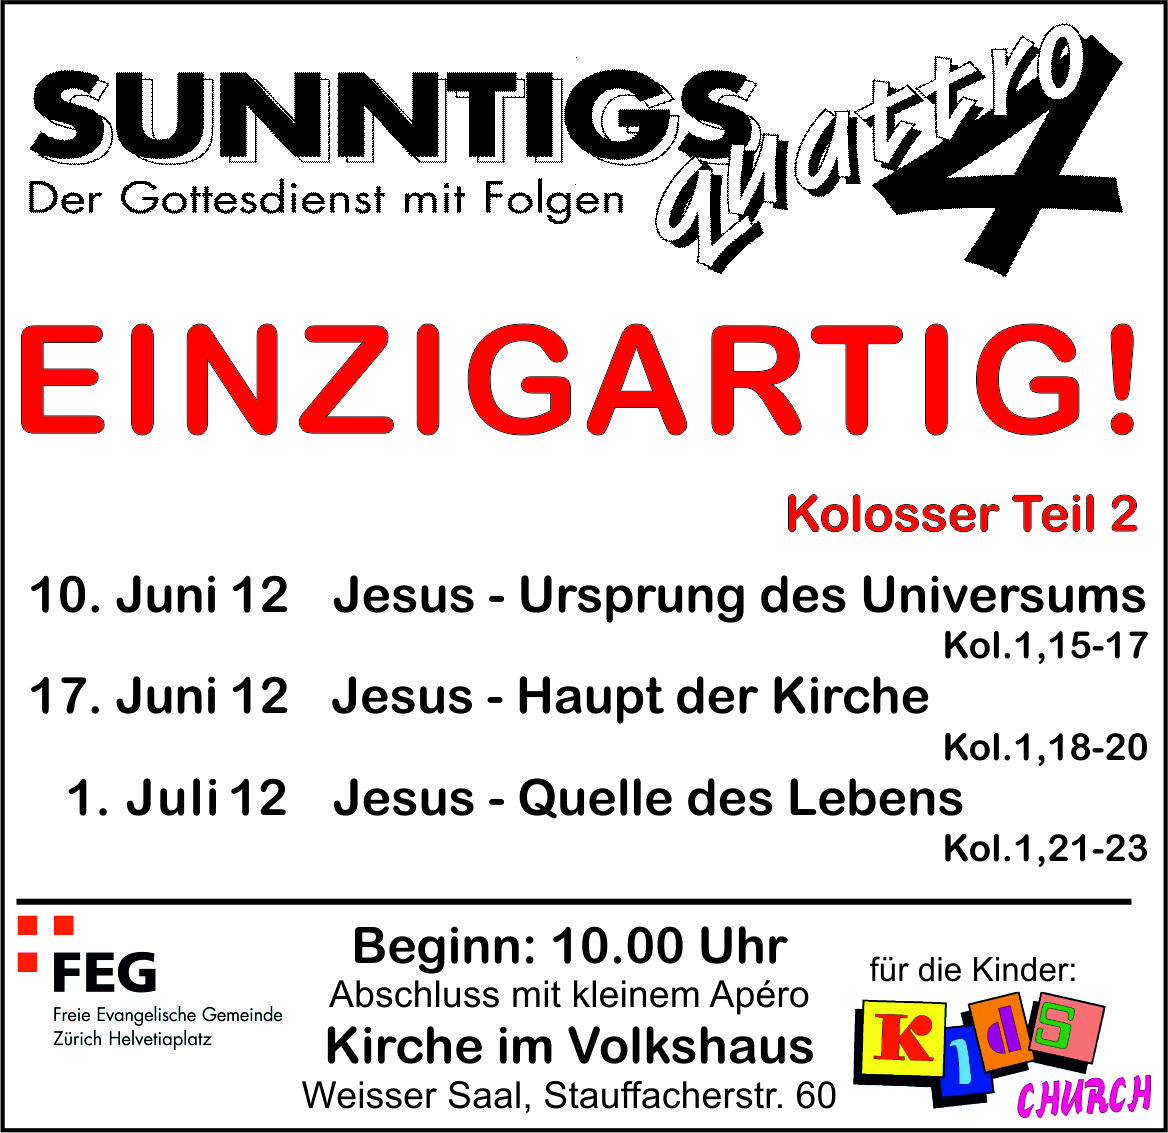 SUNNTIGS quattro 4
Der Gottesdienst mit Folgen
EINZIGARTIG!
Kolosser Teil 2
10. Juni 12 Jesus - Ursprung des Universums
Kol.1,15-17
17. Juni 12 Jesus - Haupt der Kirche
Kol.1,18-20
1. Juli 12 Jesus - Quelle des Lebens
Kol.1,21-23
FEG
Freie Evangelische Gemeinde
Zürich Helvetiaplatz
Beginn: 10.00 Uhr
Abschluss mit kleinem Apéro
Kirche im Volkshaus
Weisser Saal, Stauffacherstr. 60
für die Kinder:
KidS
CHURCH